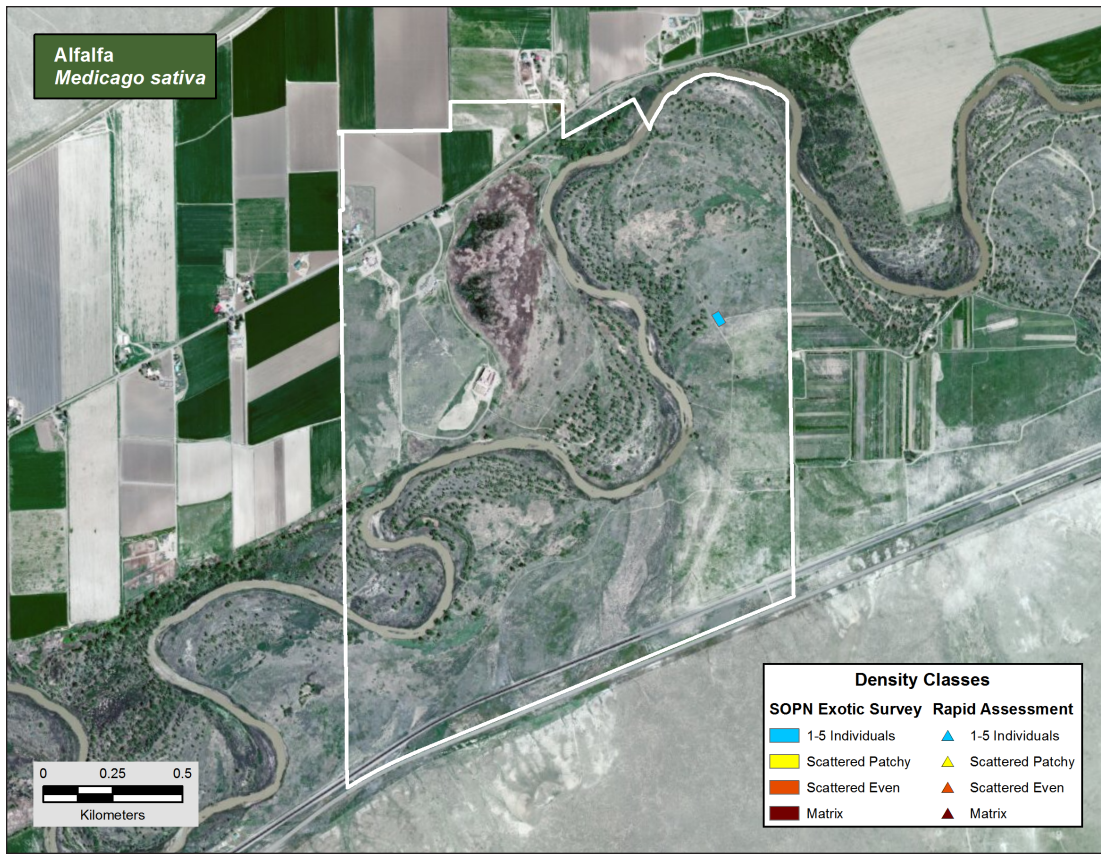 Alfalfa
Medicago sativa
Density Classes
SOPN Exotic Survey Rapid Assessment
1-5 Individuals 1-5 Individuals
Scattered Patchy Scattered Patchy
Scattered Even Scattered Even
Matrix Matrix
0 0.25 0.5
Kilometers